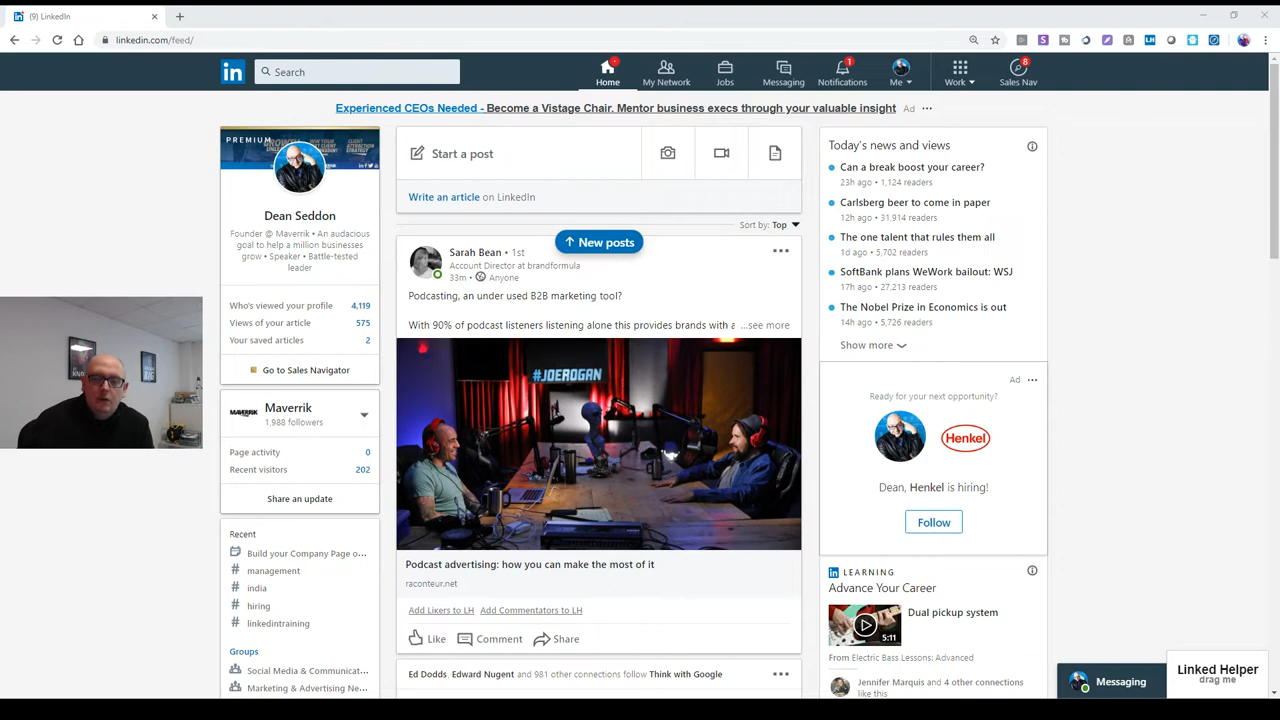 (9) LinkedIn
linkedin.com/feed/
Search
Home
My Network
Jobs
Messaging
1
Notifications
Me
Work
8
Sales Nav
Experienced CEOs Needed - Become a Vistage Chair. Mentor business execs through your valuable insight Ad
PREMIUM
Dean Seddon
Founder @ Maverrik • An audacious
goal to help a million businesses
grow • Speaker • Battle-tested
leader
Who's viewed your profile 4,119
Views of your article 575
Your saved articles 2
Go to Sales Navigator
MAVERRIK
Maverrik
1,988 followers
Page activity 0
Recent visitors 202
Share an update
Recent
Build your Company Page o...
# management
# india
# hiring
# linkedintraining
Groups
Social Media & Communicat...
Marketing & Advertising Ne...
Start a post
Write an article on LinkedIn
Sort by: Top
New posts
Sarah Bean • 1st
Account Director at brandformula
33m • Anyone
Podcasting, an under used B2B marketing tool?
With 90% of podcast listeners listening alone this provides brands with a ...see more
#JOEROGAN
Podcast advertising: how you can make the most of it
raconteur.net
Add Likers to LH Add Commentators to LH
Like Comment Share
Ed Dodds, Edward Nugent and 981 other connections follow Think with Google
Today's news and views
Can a break boost your career?
23h ago • 1,124 readers
Carlsberg beer to come in paper
12h ago • 31,914 readers
The one talent that rules them all
1d ago • 5,702 readers
SoftBank plans WeWork bailout: WSJ
17h ago • 27,213 readers
The Nobel Prize in Economics is out
14h ago • 5,726 readers
Show more
Ad
Ready for your next opportunity?
Henkel
Dean, Henkel is hiring!
Follow
in LEARNING
Advance Your Career
Dual pickup system
5:11
From Electric Bass Lessons: Advanced
Jennifer Marquis and 4 other connections
like this
Messaging
Linked Helper
drag me